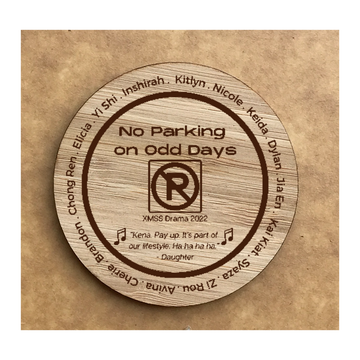 Chong Ren . Elicia . Yi Shi . Inshirah . Kitlyn . Nicole . Keida . Dylan . Jia En . Kai Kiat . Syaza . Zi Rou . Avina . Cherie . Brandon .
No Parking
on Odd Days
R
XMSS Drama 2022
"Kena. Pay up. It's part of
our lifestyle. Ha ha ha ha."
- Daughter